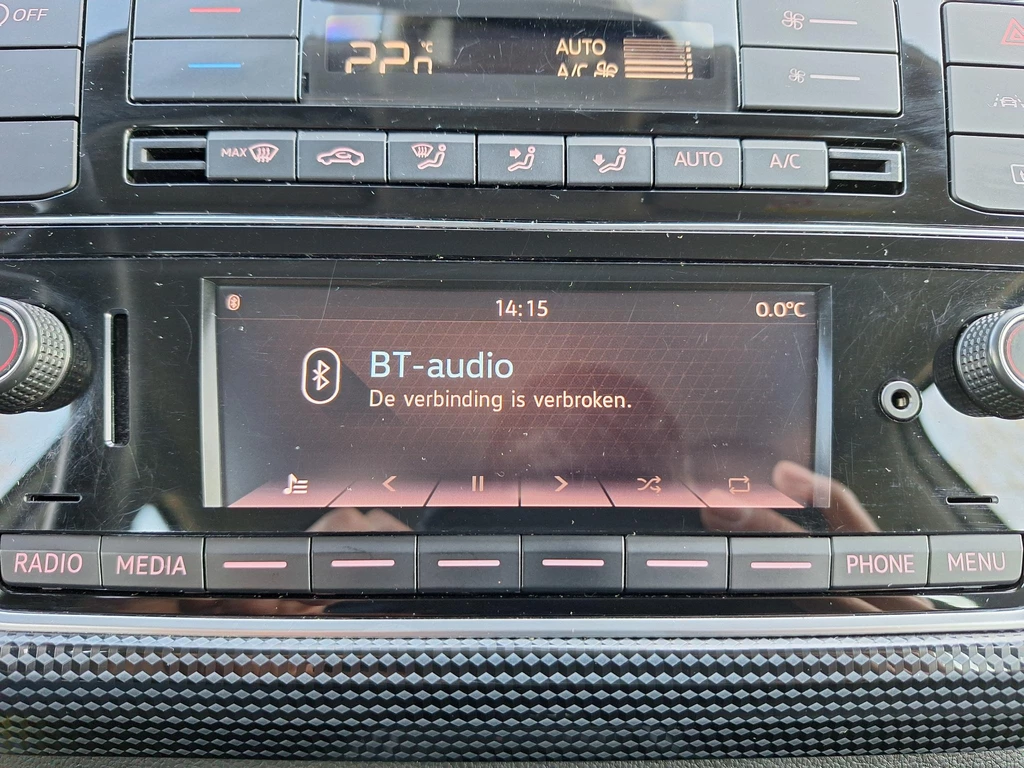 OFF
22.0 °C
AUTO
A/C
MAX
AUTO
A/C
14:15
0.0°C
BT-audio
De verbinding is verbroken.
RADIO
MEDIA
PHONE
MENU